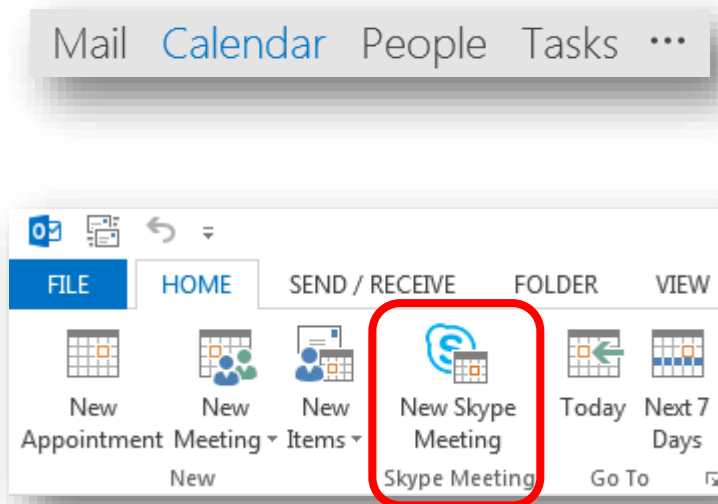 Mail Calendar People Tasks ...
FILE HOME SEND / RECEIVE FOLDER VIEW
New New New New Skype Today Next 7
Appointment Meeting Items Meeting Days
New Skype Meeting Go To